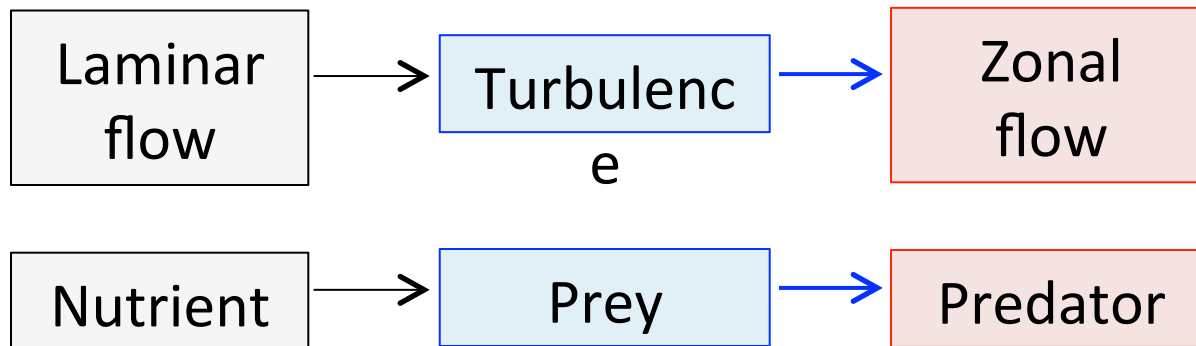 Laminar
flow
Turbulenc
e
Zonal
flow
Nutrient
Prey
Predator